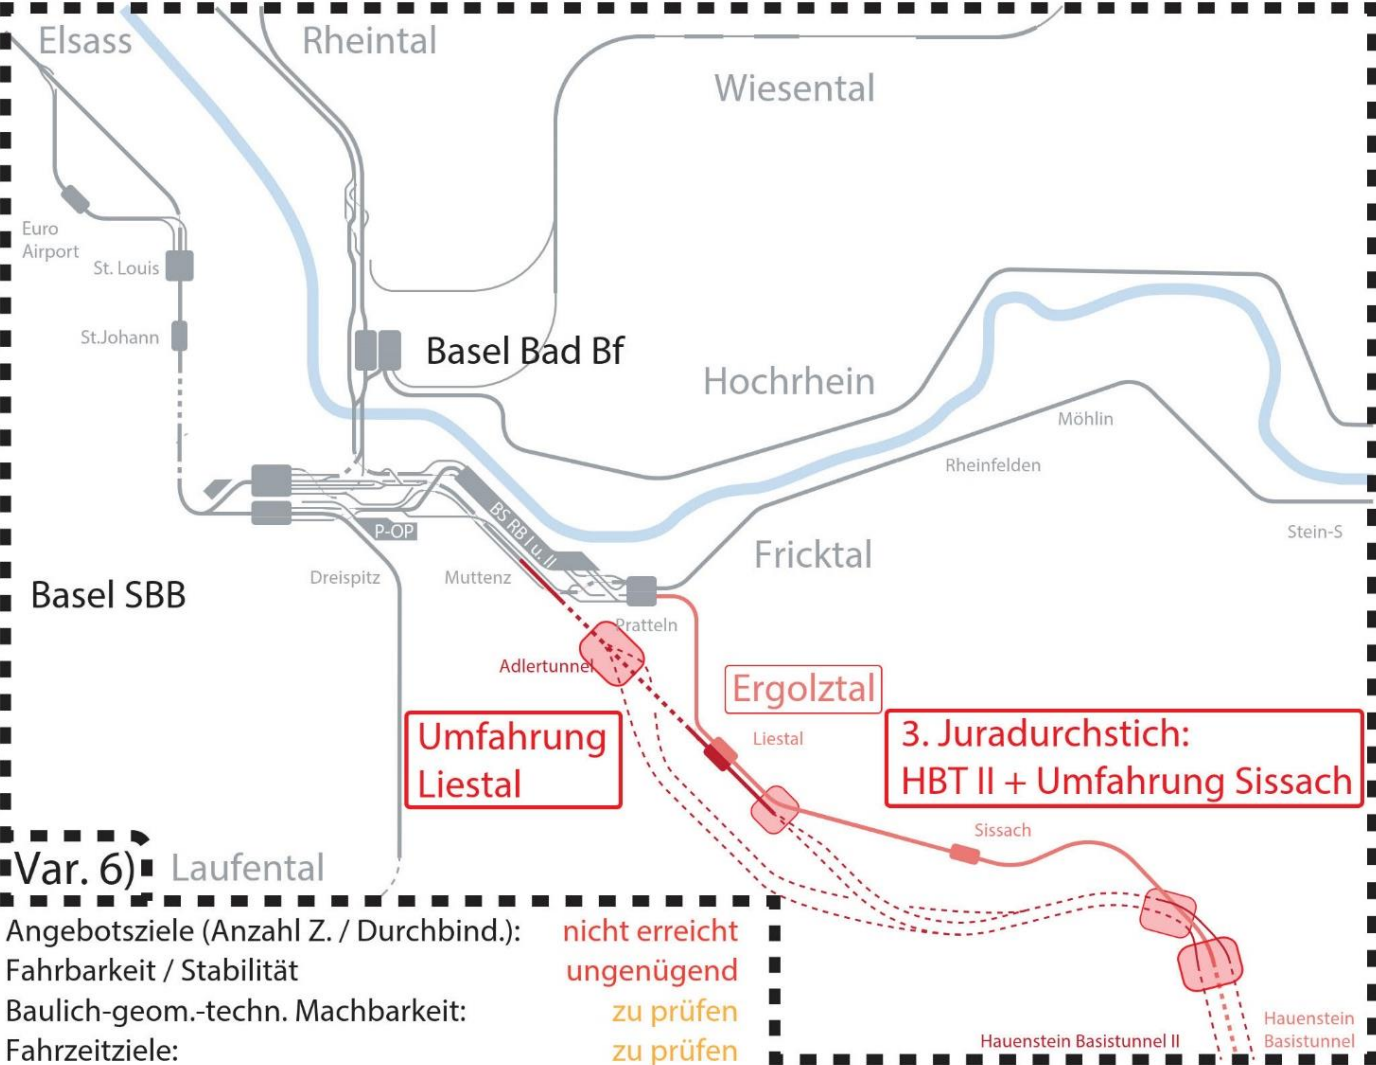 Elsass
Rheintal
Wiesental
Euro
Airport
St. Louis
St.Johann
Basel Bad Bf
Hochrhein
Möhlin
Rheinfelden
Stein-S
P-OP
BS RB I u. II
Fricktal
Dreispitz
Muttenz
Basel SBB
Pratteln
Adlertunnel
Ergolztal
Umfahrung
Liestal
Liestal
3. Juradurchstich:
HBT II + Umfahrung Sissach
Sissach
Var. 6)
Laufental
Angebotsziele (Anzahl Z. / Durchbind.): nicht erreicht
Fahrbarkeit / Stabilität ungenügend
Baulich-geom.-techn. Machbarkeit: zu prüfen
Fahrzeitziele: zu prüfen
Hauenstein Basistunnel II
Hauenstein
Basistunnel